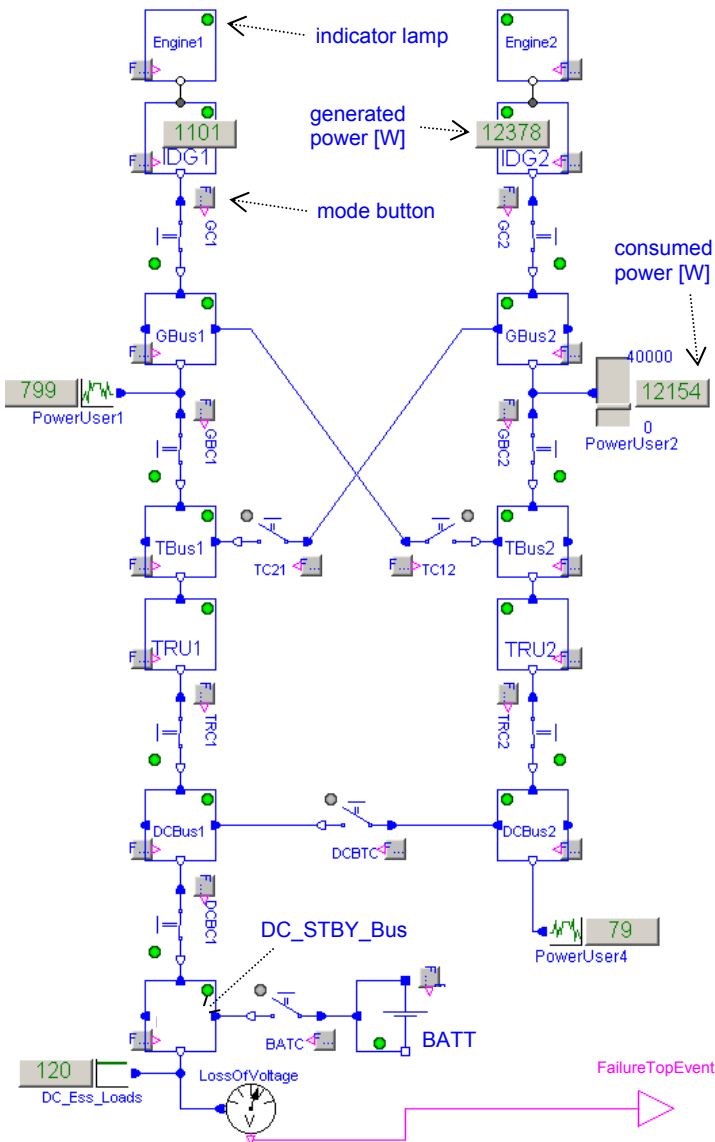 Engine1
indicator lamp
Engine2
F...
F...
1101
IDG1
generated
power [W]
12378
IDG2
F...
F...
F...
GC1
mode button
F...
GC2
consumed
power [W]
GBus1
GBus2
F...
F...
40000
799
PowerUser1
12154
0
PowerUser2
F...
GBC1
F...
GBC2
TBus1
TC21
F...
F...
TC12
TBus2
F...
F...
TRU1
TRU2
F...
F...
F...
TRC1
F...
TRC2
DCBus1
DCBTC
F...
DCBus2
F...
F...
F...
DCBC1
DC_STBY_Bus
79
PowerUser4
F...
BATC
F...
BATT
120
DC_Ess_Loads
LossOfVoltage
V
FailureTopEvent